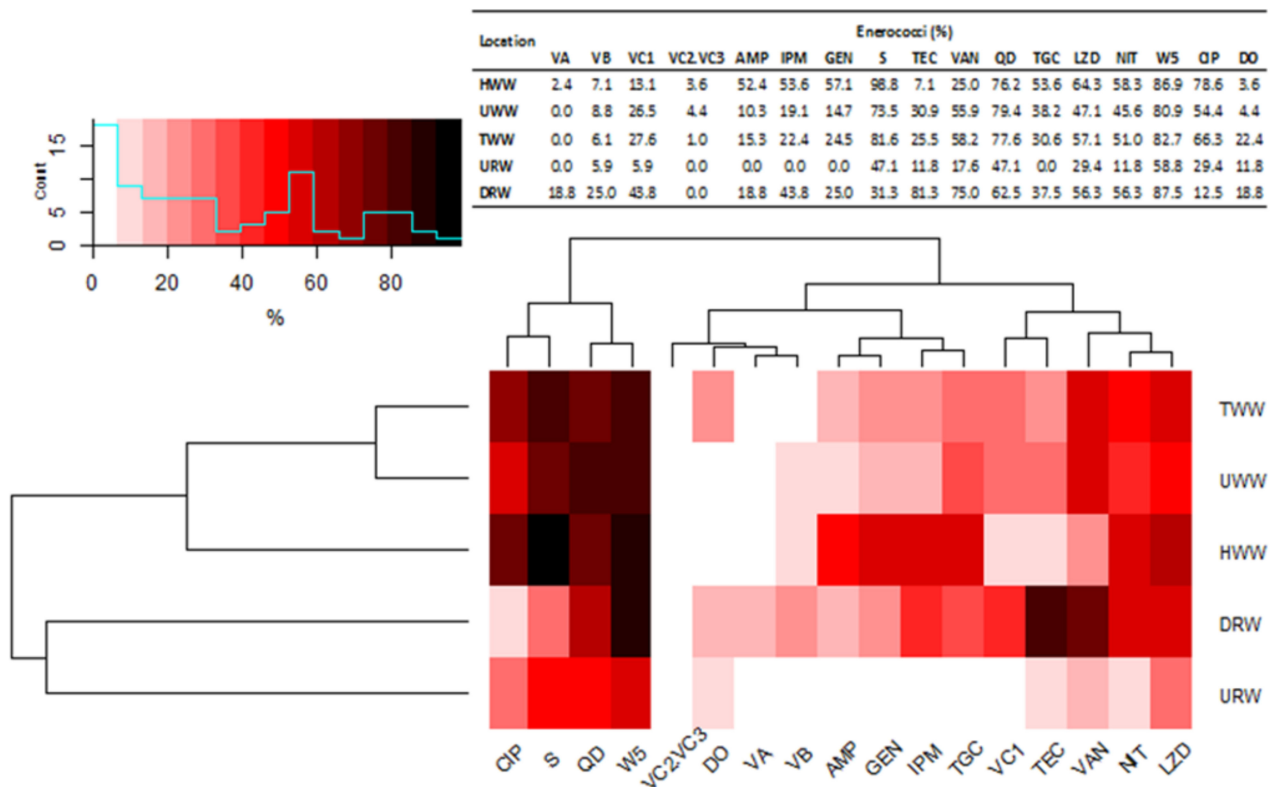 Enerococci (%)
Location VA VB VC1 VC2.VC3 AMP IPM GEN S TEC VAN QD TGC LZD NIT W5 CIP DO
HWW 2.4 7.1 13.1 3.6 52.4 53.6 57.1 98.8 7.1 25.0 76.2 53.6 64.3 58.3 86.9 78.6 3.6
UWW 0.0 8.8 26.5 4.4 10.3 19.1 14.7 73.5 30.9 55.9 79.4 38.2 47.1 45.6 80.9 54.4 4.4
TWW 0.0 6.1 27.6 1.0 15.3 22.4 24.5 81.6 25.5 58.2 77.6 30.6 57.1 51.0 82.7 66.3 22.4
URW 0.0 5.9 5.9 0.0 0.0 0.0 0.0 47.1 11.8 17.6 47.1 0.0 29.4 11.8 58.8 29.4 11.8
DRW 18.8 25.0 43.8 0.0 18.8 43.8 25.0 31.3 81.3 75.0 62.5 37.5 56.3 56.3 87.5 12.5 18.8
cont
15
5
0
0 20 40 60 80
%
TWW
UWW
HWW
DRW
URW
CIP S QD W5 VC2.VC3 DO VA VB AMP GEN IPM TGC VC1 TEC VAN NIT LZD